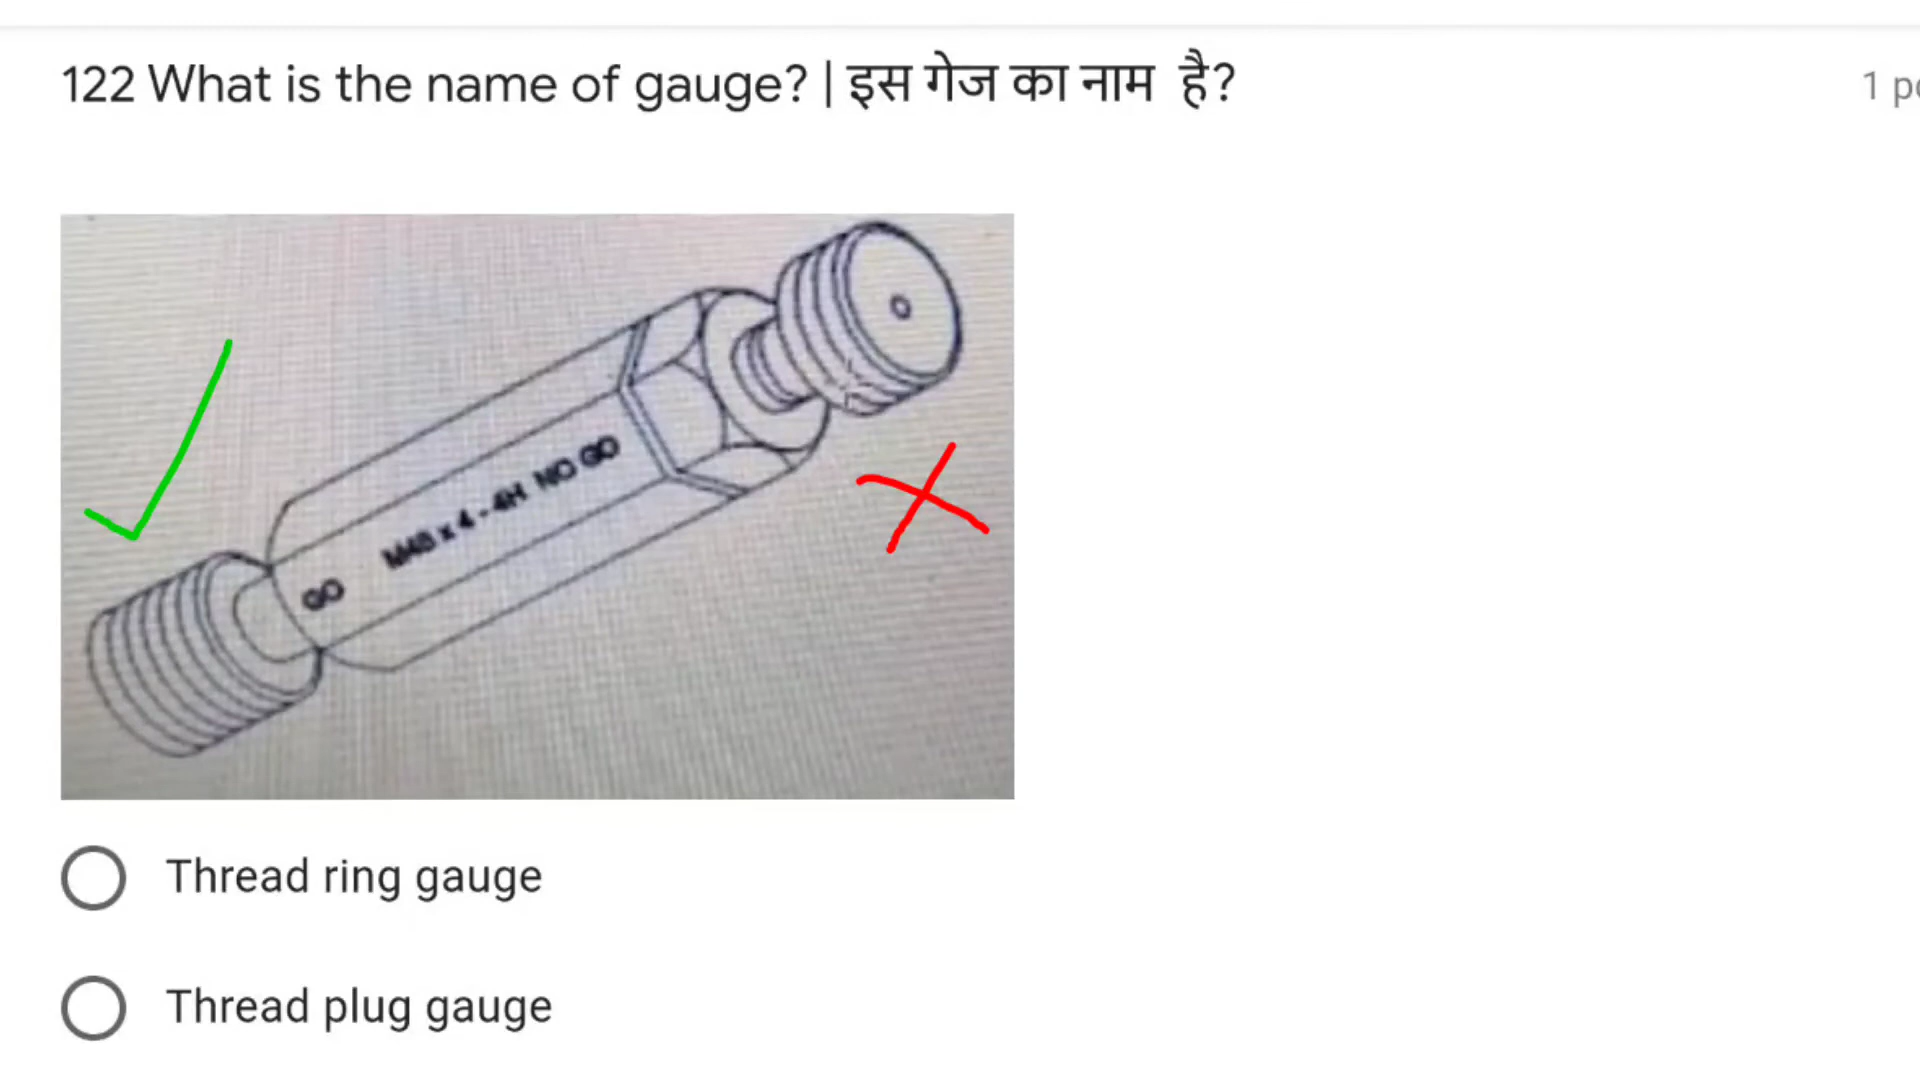 122 What is the name of gauge? | इस गेज का नाम है?
1 p
GO M48 x 4 - 4H NO GO
Thread ring gauge
Thread plug gauge